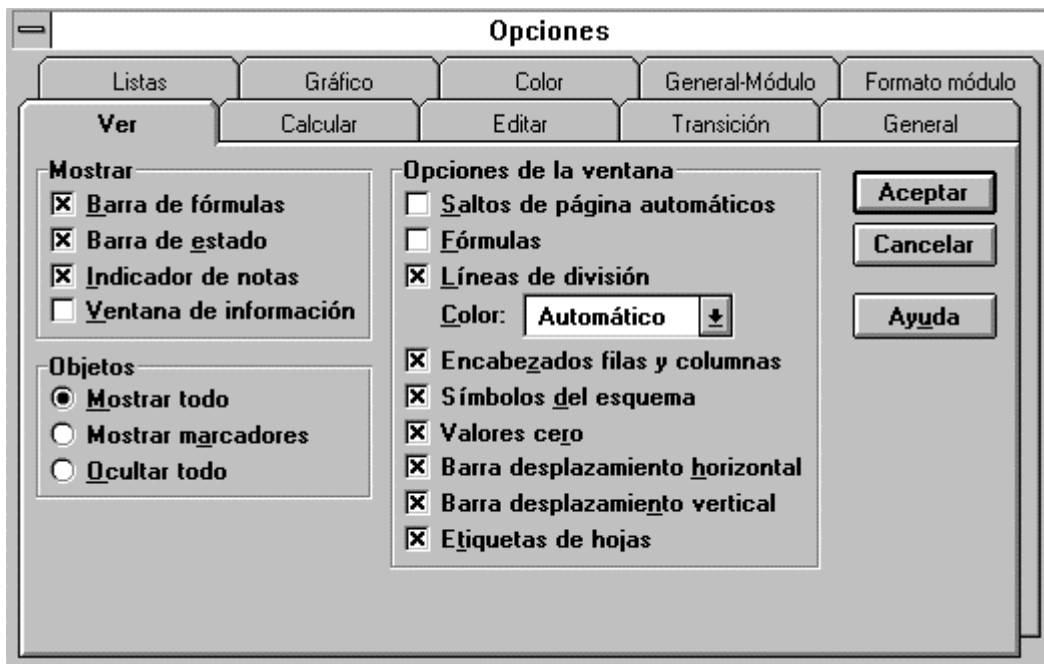 Opciones
Listas
Gráfico
Color
General-Módulo
Formato módulo
Ver
Calcular
Editar
Transición
General
Mostrar
Barra de fórmulas
Barra de estado
Indicador de notas
Ventana de información
Objetos
Mostrar todo
Mostrar marcadores
Ocultar todo
Opciones de la ventana
Saltos de página automáticos
Fórmulas
Líneas de división
Color: Automático
Encabezados filas y columnas
Símbolos del esquema
Valores cero
Barra desplazamiento horizontal
Barra desplazamiento vertical
Etiquetas de hojas
Aceptar
Cancelar
Ayuda